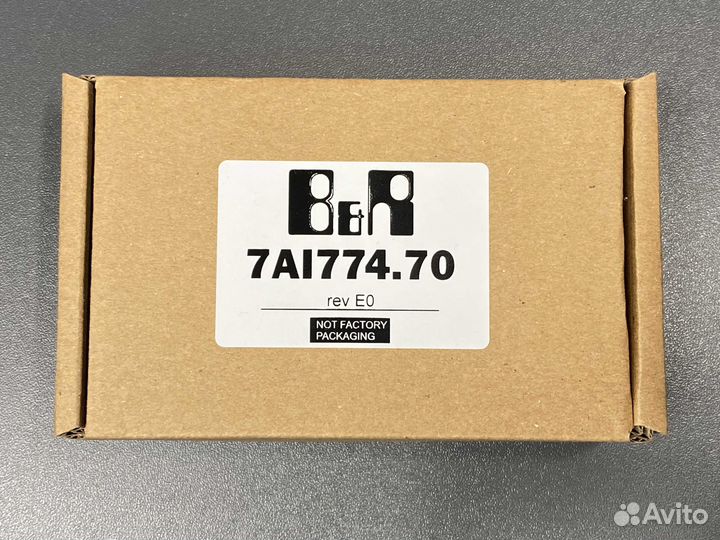 B&R
7AI774.70
rev E0
NOT FACTORY
PACKAGING
Avito